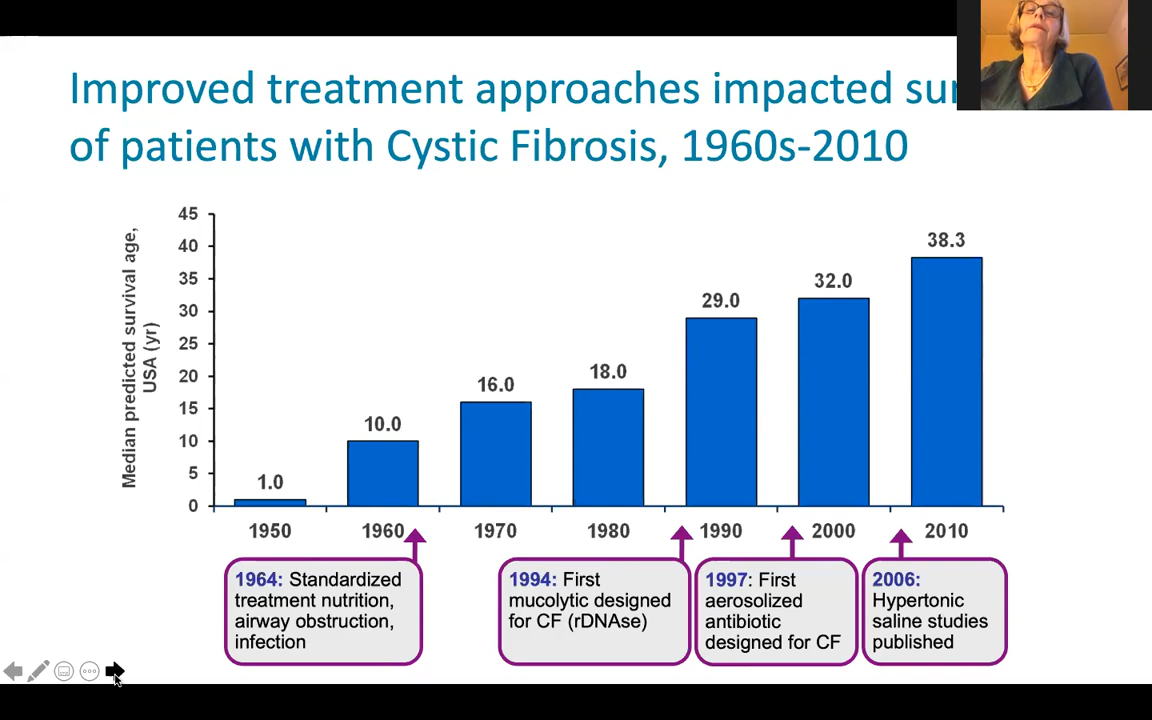 Improved treatment approaches impacted
of patients with Cystic Fibrosis, 1960s-2010
Median predicted survival age,
USA (yr)
45
40
35
30
25
20
15
10
5
0
1.0
10.0
16.0
18.0
29.0
32.0
38.3
1950
1960
1970
1980
1990
2000
2010
1964: Standardized
treatment nutrition,
airway obstruction,
infection
1994: First
mucolytic designed
for CF (rDNAse)
1997: First
aerosolized
antibiotic
designed for CF
2006:
Hypertonic
saline studies
published